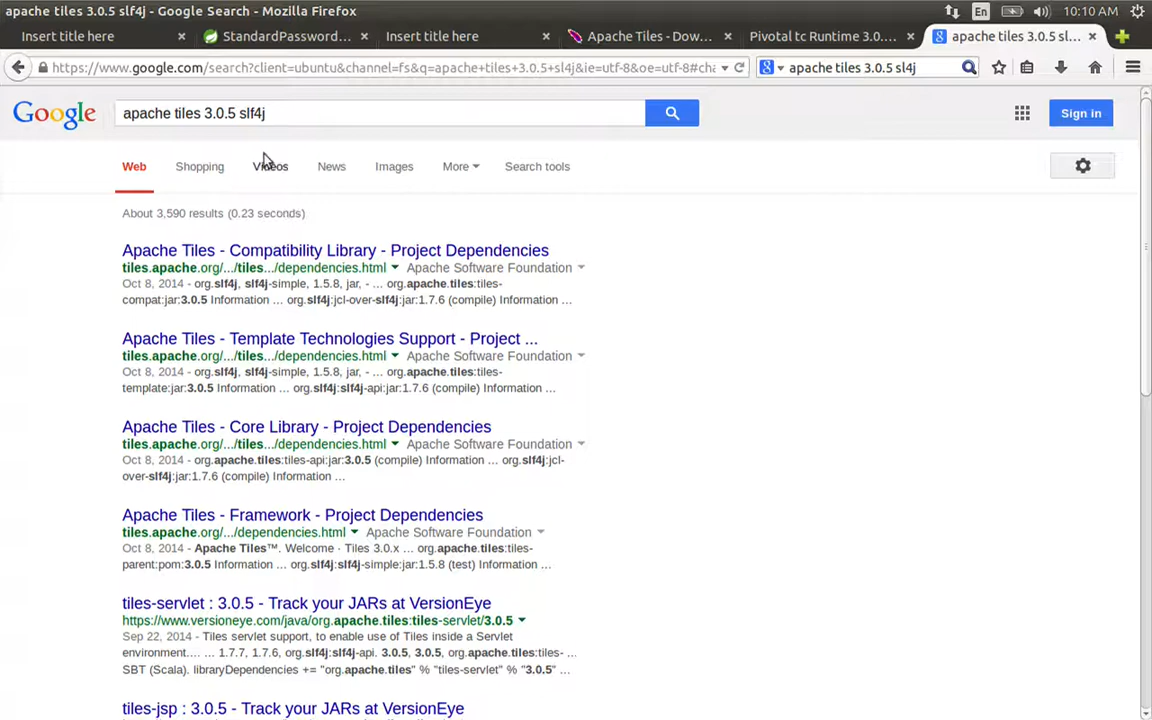 apache tiles 3.0.5 slf4j - Google Search - Mozilla Firefox
En 10:10 AM
Insert title here
StandardPassword...
Insert title here
Apache Tiles - Dow...
Pivotal tc Runtime 3.0....
apache tiles 3.0.5 sl...
https://www.google.com/search?client=ubuntu&channel=fs&q=apache+tiles+3.0.5+sl4j&ie=utf-8&oe=utf-8#cha
apache tiles 3.0.5 sl4j
Google
apache tiles 3.0.5 slf4j
Sign in
Web Shopping Videos News Images More Search tools
About 3,590 results (0.23 seconds)
Apache Tiles - Compatibility Library - Project Dependencies
tiles.apache.org/.../tiles.../dependencies.html Apache Software Foundation
Oct 8, 2014 - org.slf4j, slf4j-simple, 1.5.8, jar, - ... org.apache.tiles:tiles-
compat:jar:3.0.5 Information ... org.slf4j:jcl-over-slf4j:jar:1.7.6 (compile) Information ...
Apache Tiles - Template Technologies Support - Project ...
tiles.apache.org/.../tiles.../dependencies.html Apache Software Foundation
Oct 8, 2014 - org.slf4j, slf4j-simple, 1.5.8, jar, - ... org.apache.tiles:tiles-
template:jar:3.0.5 Information ... org.slf4j:slf4j-api:jar:1.7.6 (compile) Information ...
Apache Tiles - Core Library - Project Dependencies
tiles.apache.org/.../tiles.../dependencies.html Apache Software Foundation
Oct 8, 2014 - org.apache.tiles:tiles-api:jar:3.0.5 (compile) Information ... org.slf4j:jcl-
over-slf4j:jar:1.7.6 (compile) Information ...
Apache Tiles - Framework - Project Dependencies
tiles.apache.org/.../dependencies.html Apache Software Foundation
Oct 8, 2014 - Apache Tiles™. Welcome · Tiles 3.0.x ... org.apache.tiles:tiles-
parent:pom:3.0.5 Information ... org.slf4j:slf4j-simple:jar:1.5.8 (test) Information ...
tiles-servlet : 3.0.5 - Track your JARs at VersionEye
https://www.versioneye.com/java/org.apache.tiles:tiles-servlet/3.0.5
Sep 22, 2014 - Tiles servlet support, to enable use of Tiles inside a Servlet
environment.... ... 1.7.7, 1.7.6, org.slf4j:slf4j-api. 3.0.5, 3.0.5, org.apache.tiles:tiles- ...
SBT (Scala). libraryDependencies += "org.apache.tiles" % "tiles-servlet" % "3.0.5" ...
tiles-jsp : 3.0.5 - Track your JARs at VersionEye